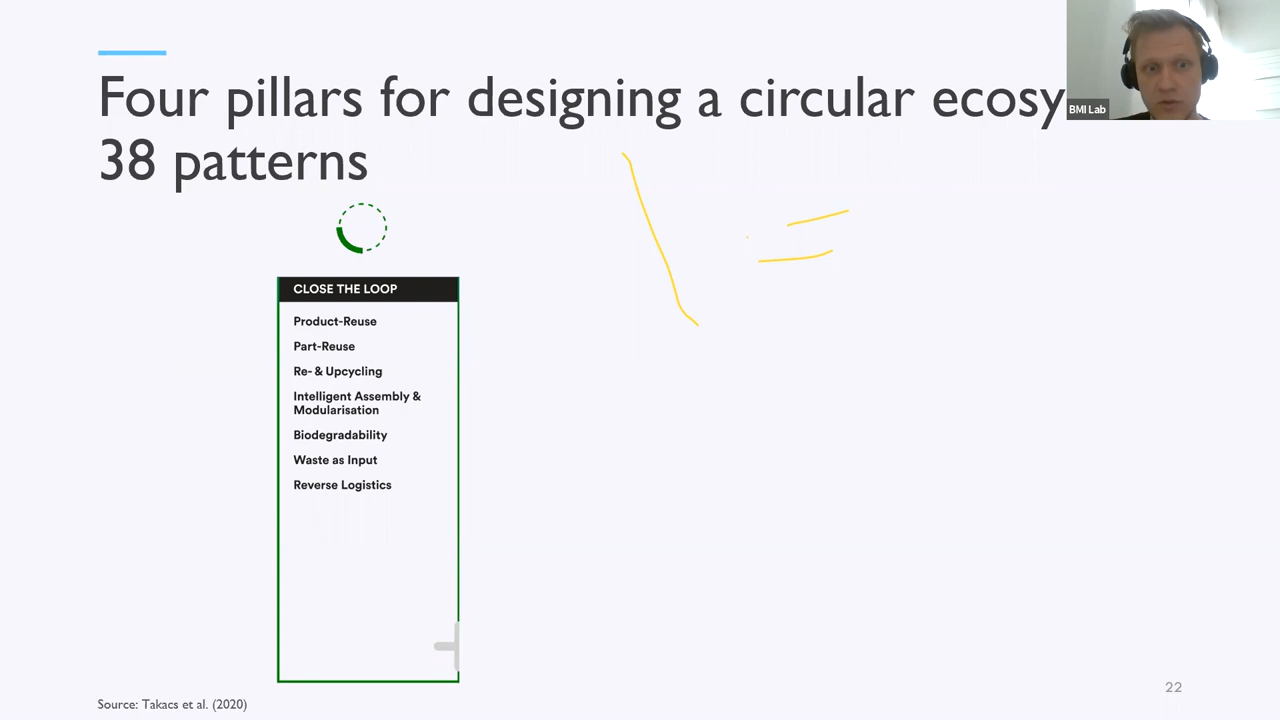 Four pillars for designing a circular ecosy
38 patterns
BMI Lab
CLOSE THE LOOP
Product-Reuse
Part-Reuse
Re- & Upcycling
Intelligent Assembly &
Modularisation
Biodegradability
Waste as Input
Reverse Logistics
22
Source: Takacs et al. (2020)